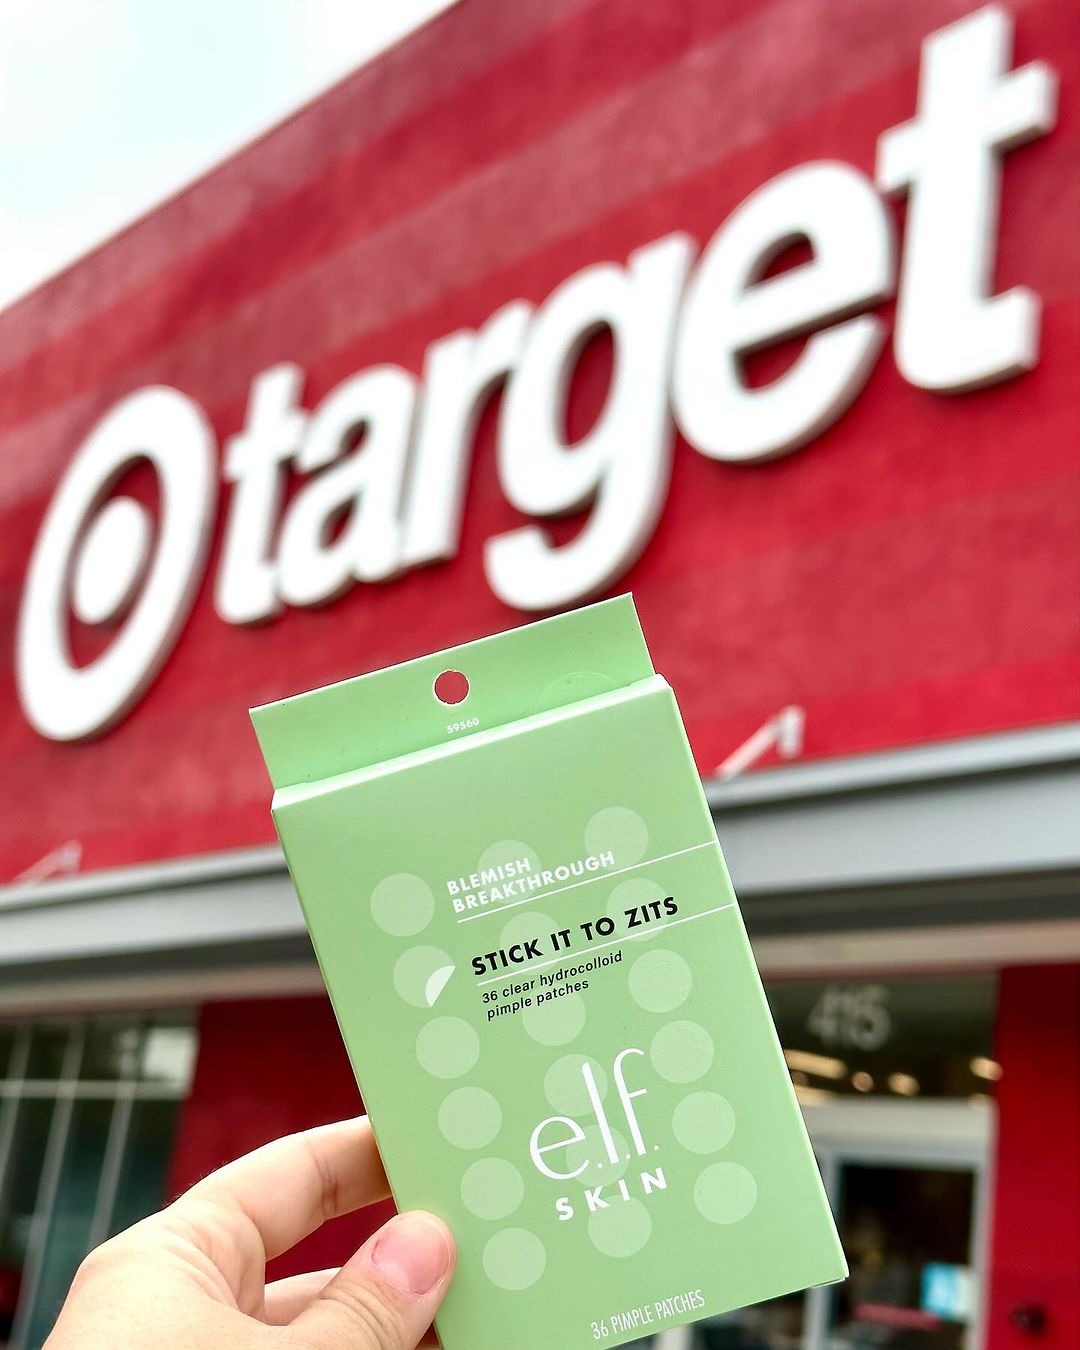 target
59560
BLEMISH
BREAKTHROUGH
STICK IT TO ZITS
36 clear hydrocolloid
pimple patches
e.l.f.
SKIN
36 PIMPLE PATCHES
415